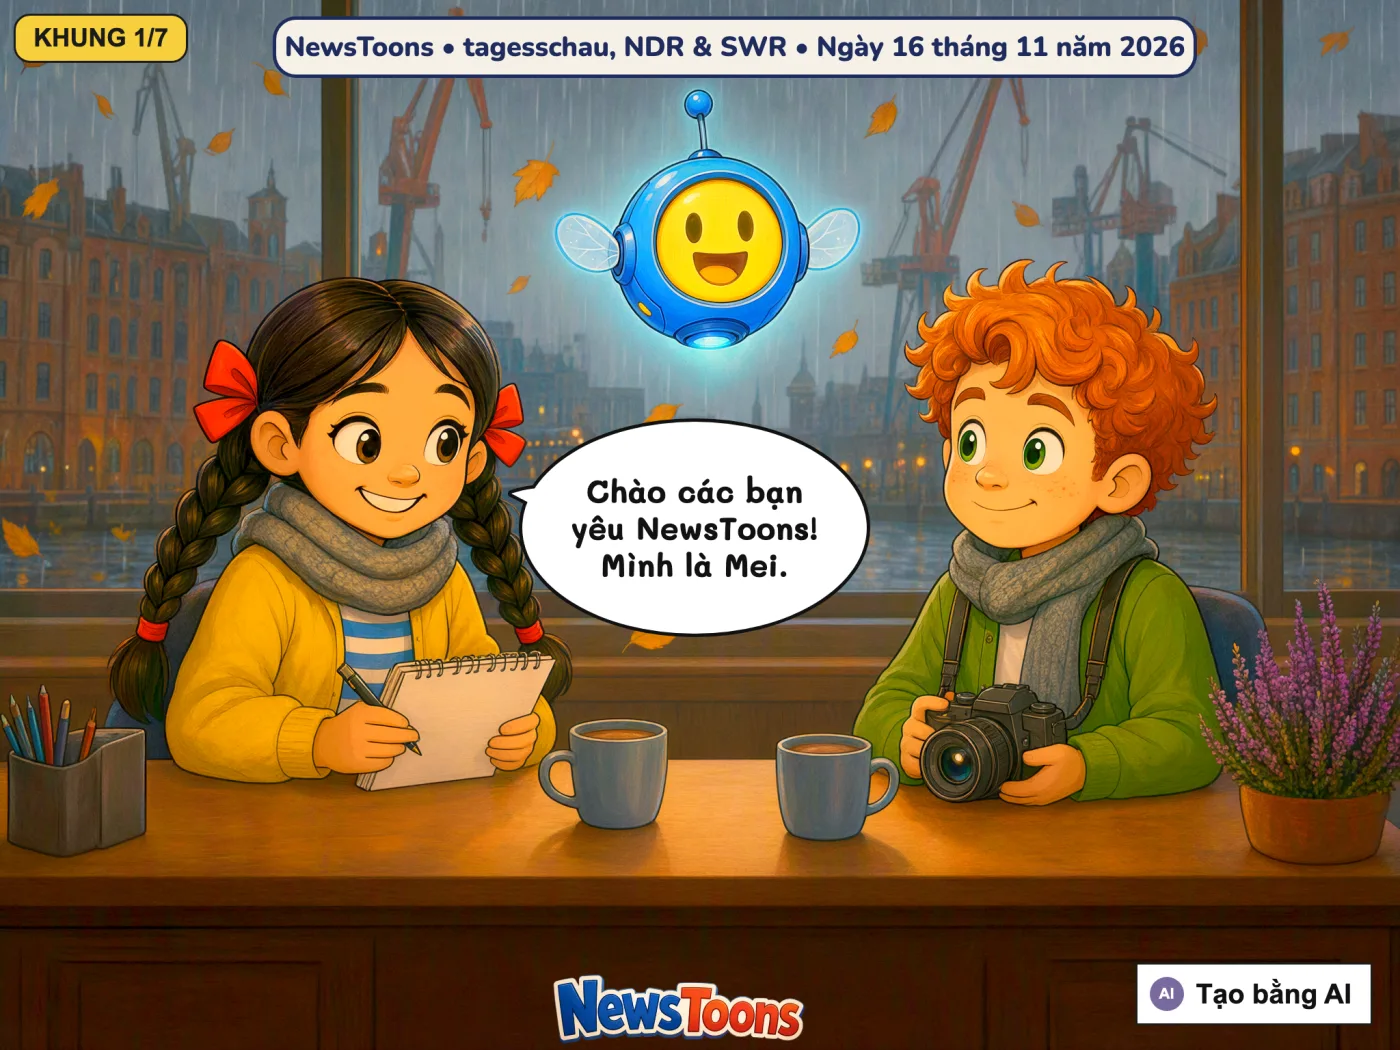 KHUNG 1/7
NewsToons • tagesschau, NDR & SWR • Ngày 16 tháng 11 năm 2026
Chào các bạn
yêu NewsToons!
Mình là Mei.
NewsToons
AI Tạo bằng AI